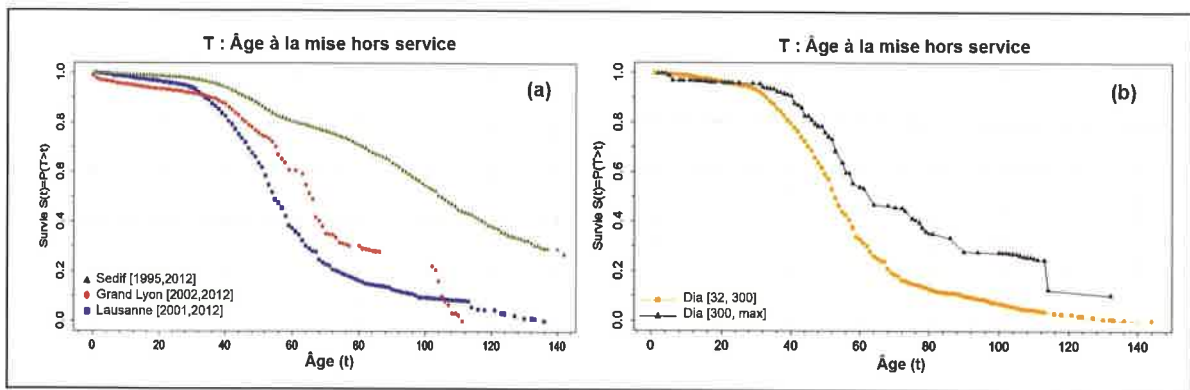 T : Âge à la mise hors service
(a)
Survie S(t)=P(T>t)
1.0
0.8
0.6
0.4
0.2
0.0
Sedif [1995,2012]
Grand Lyon [2002,2012]
Lausanne [2001,2012]
0 20 40 60 80 100 120 140
Âge (t)
T : Âge à la mise hors service
(b)
Survie S(t)=P(T>t)
1.0
0.8
0.6
0.4
0.2
0.0
Dia [32, 300]
Dia [300, max]
0 20 40 60 80 100 120 140
Âge (t)